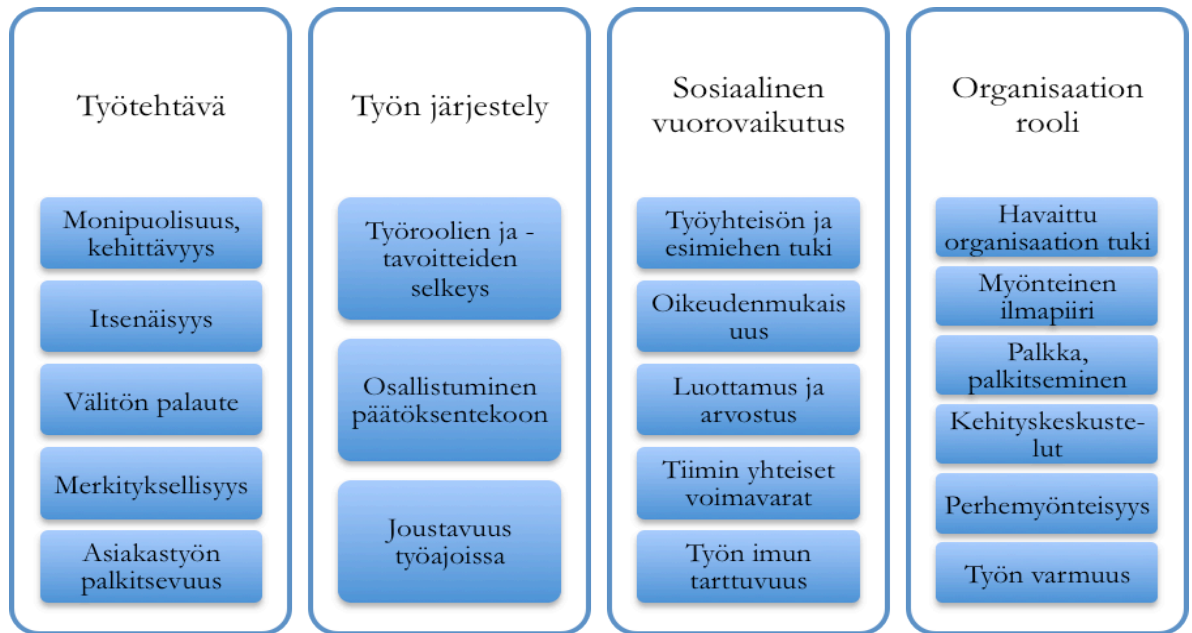 Työtehtävä
Monipuolisuus,
kehittävyys
Itsenäisyys
Välitön palaute
Merkityksellisyys
Asiakastyön
palkitsevuus
Työn järjestely
Työroolien ja -
tavoitteiden
selkeys
Osallistuminen
päätöksentekoon
Joustavuus
työajoissa
Sosiaalinen
vuorovaikutus
Työyhteisön ja
esimiehen tuki
Oikeudenmukais
uus
Luottamus ja
arvostus
Tiimin yhteiset
voimavarat
Työn imun
tarttuvuus
Organisaation
rooli
Havaittu
organisaation tuki
Myönteinen
ilmapiiri
Palkka,
palkitseminen
Kehityskeskuste-
lut
Perhemyönteisyys
Työn varmuus